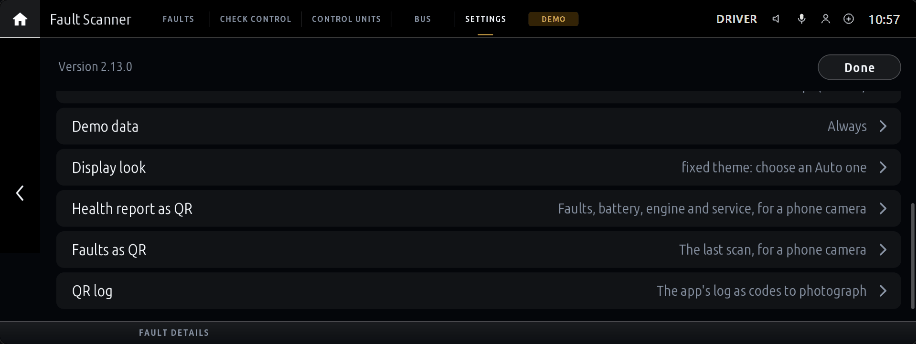 Fault Scanner FAULTS CHECK CONTROL CONTROL UNITS BUS SETTINGS DEMO DRIVER 10:57
Version 2.13.0 Done
Demo data Always
Display look fixed theme: choose an Auto one
Health report as QR Faults, battery, engine and service, for a phone camera
Faults as QR The last scan, for a phone camera
QR log The app's log as codes to photograph
FAULT DETAILS